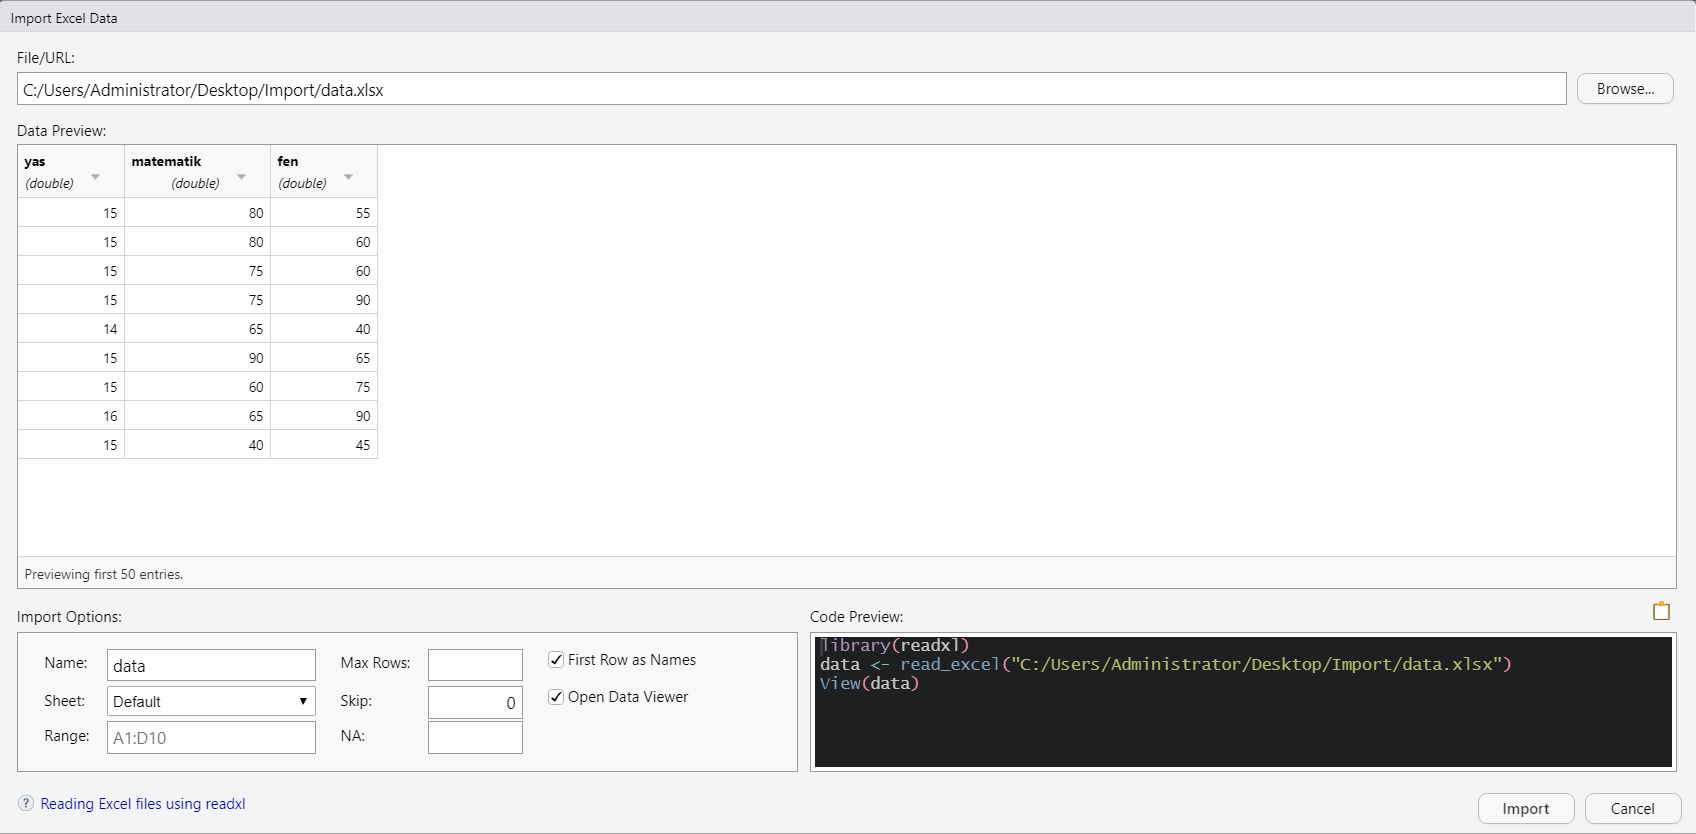 Import Excel Data
File/URL:
C:/Users/Administrator/Desktop/Import/data.xlsx
Browse...
Data Preview:
yas matematik fen
(double) (double) (double)
15 80 55
15 80 60
15 75 60
15 75 90
14 65 40
15 90 65
15 60 75
16 65 90
15 40 45
Previewing first 50 entries.
Import Options:
Name: data
Max Rows:
First Row as Names
Sheet: Default
Skip: 0
Open Data Viewer
Range: A1:D10
NA:
Code Preview:
library(readxl)
data <- read_excel("C:/Users/Administrator/Desktop/Import/data.xlsx")
View(data)
? Reading Excel files using readxl
Import
Cancel